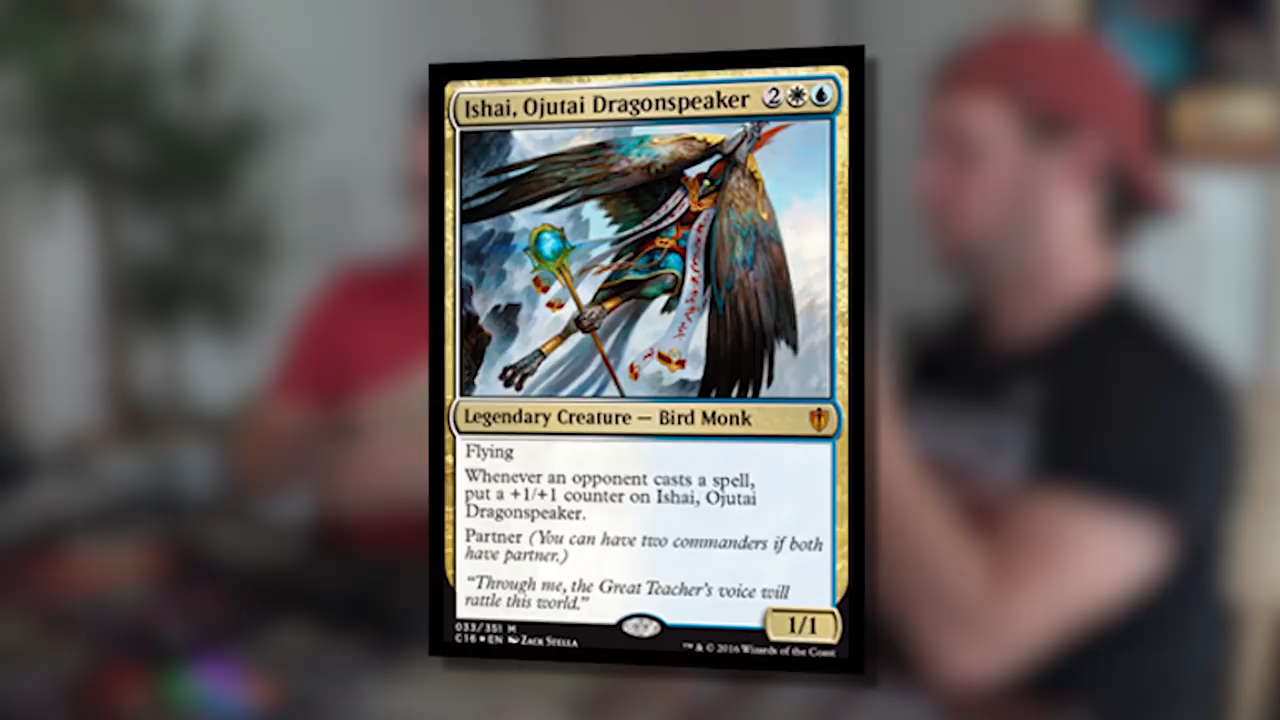 Ishai, Ojutai Dragonspeaker 2
Legendary Creature — Bird Monk
Flying
Whenever an opponent casts a spell,
put a +1/+1 counter on Ishai, Ojutai
Dragonspeaker.
Partner (You can have two commanders if both
have partner.)
“Through me, the Great Teacher’s voice will
rattle this world.”
1/1
033/351 M
C16 EN Zack Stella
™ & © 2016 Wizards of the Coast